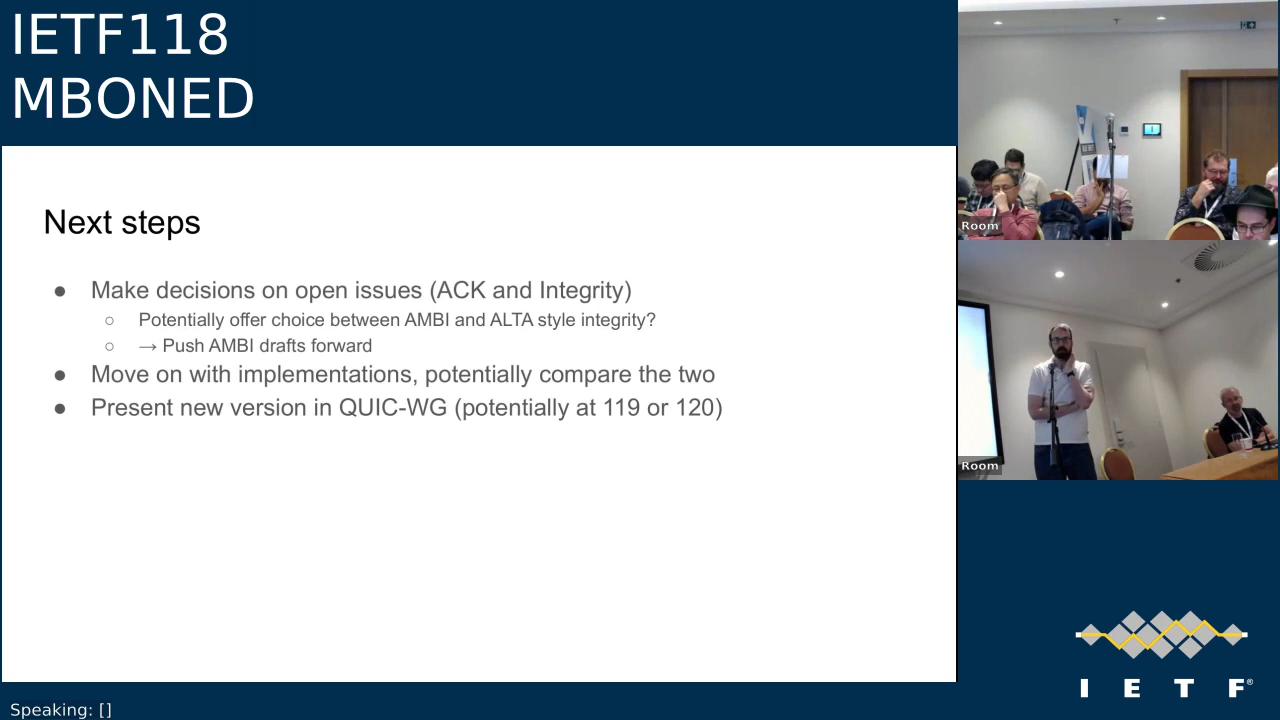 IETF118
MBONED
Next steps
● Make decisions on open issues (ACK and Integrity)
○ Potentially offer choice between AMBI and ALTA style integrity?
○ → Push AMBI drafts forward
● Move on with implementations, potentially compare the two
● Present new version in QUIC-WG (potentially at 119 or 120)
Room
Room
I E T F®
Speaking: []